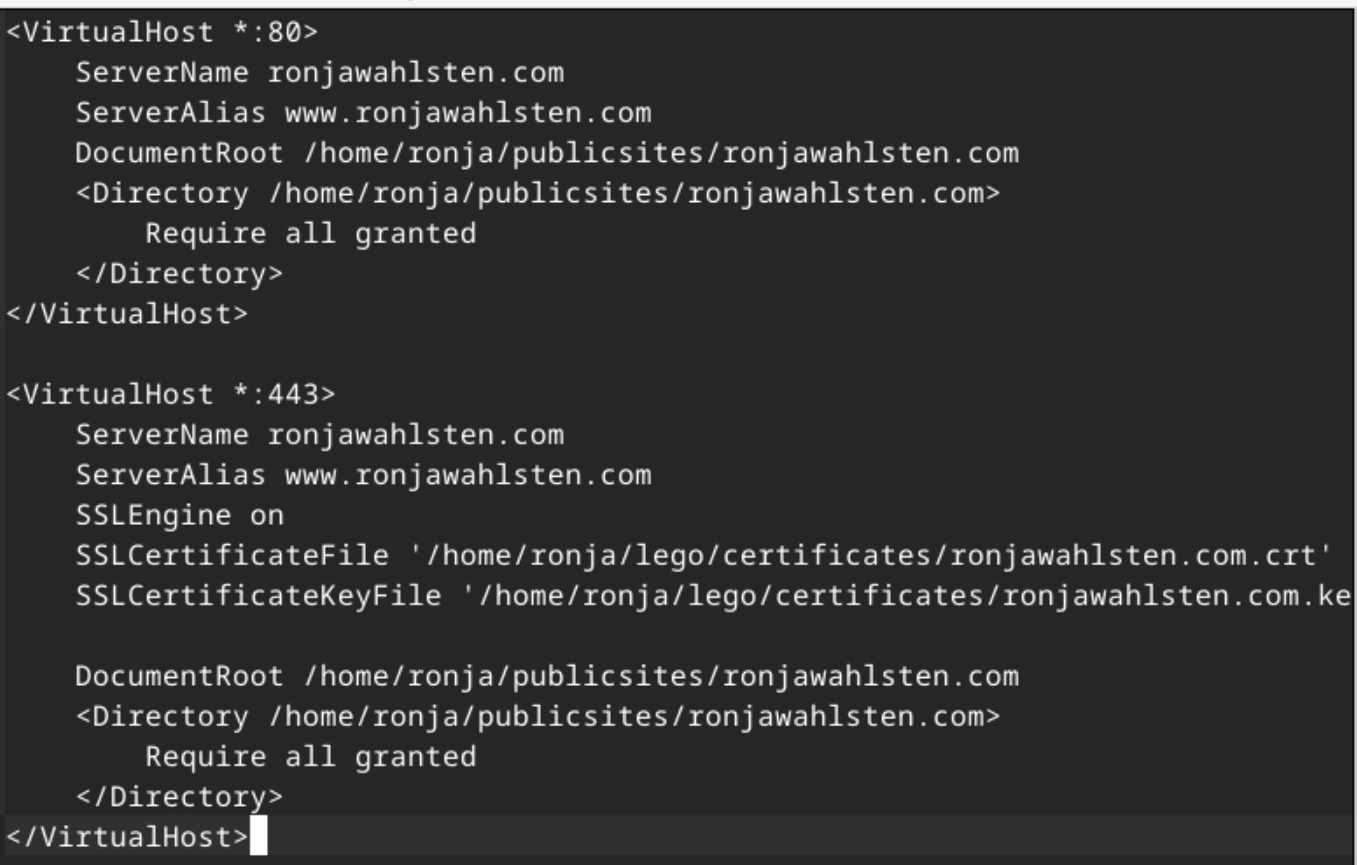 <VirtualHost *:80>
    ServerName ronjawahlsten.com
    ServerAlias www.ronjawahlsten.com
    DocumentRoot /home/ronja/publicsites/ronjawahlsten.com
    <Directory /home/ronja/publicsites/ronjawahlsten.com>
        Require all granted
    </Directory>
</VirtualHost>

<VirtualHost *:443>
    ServerName ronjawahlsten.com
    ServerAlias www.ronjawahlsten.com
    SSLEngine on
    SSLCertificateFile '/home/ronja/lego/certificates/ronjawahlsten.com.crt'
    SSLCertificateKeyFile '/home/ronja/lego/certificates/ronjawahlsten.com.ke

    DocumentRoot /home/ronja/publicsites/ronjawahlsten.com
    <Directory /home/ronja/publicsites/ronjawahlsten.com>
        Require all granted
    </Directory>
</VirtualHost>